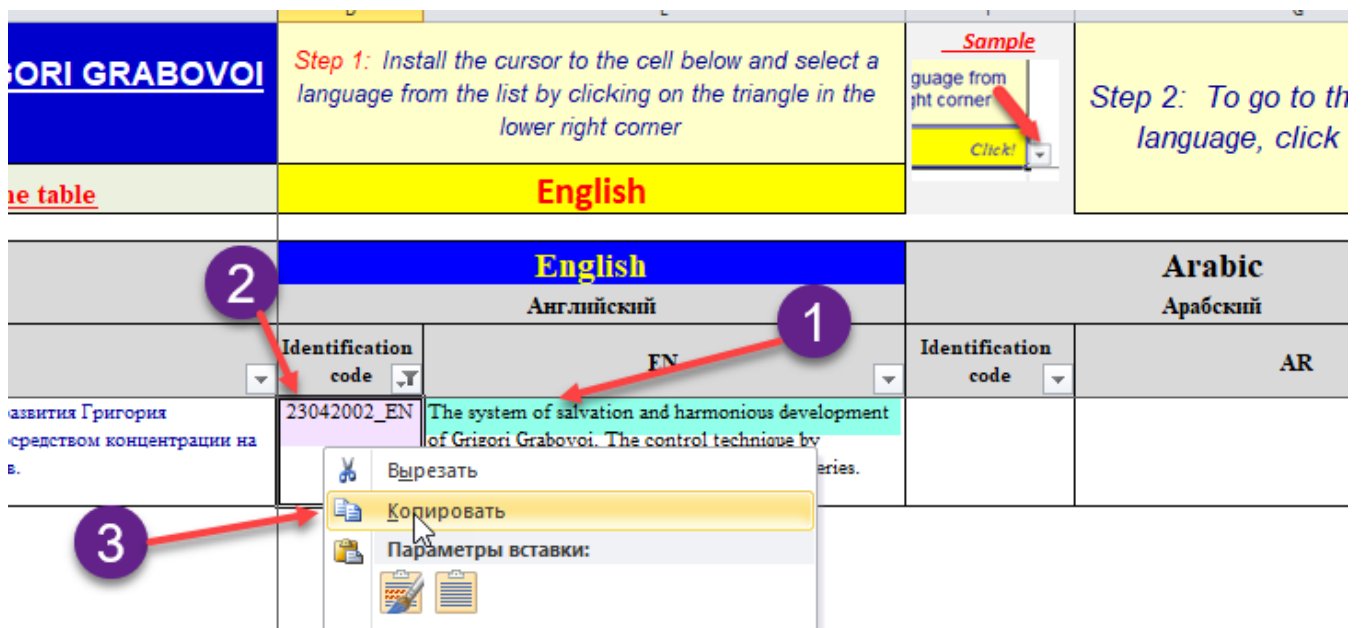 Sample
GORI GRABOVOI
Step 1: Install the cursor to the cell below and select a
language from the list by clicking on the triangle in the
lower right corner
guage from
ght corner
Click!
Step 2: To go to th
language, click
ne table
English
English
Arabic
2
Английский
1
Арабский
Identification
code
EN
Identification
code
AR
азвития Григория
осредством концентрации на
в.
23042002_EN
The system of salvation and harmonious development
of Grigori Grabovoi. The control technique by
eries.
Вырезать
Копировать
3
Параметры вставки: